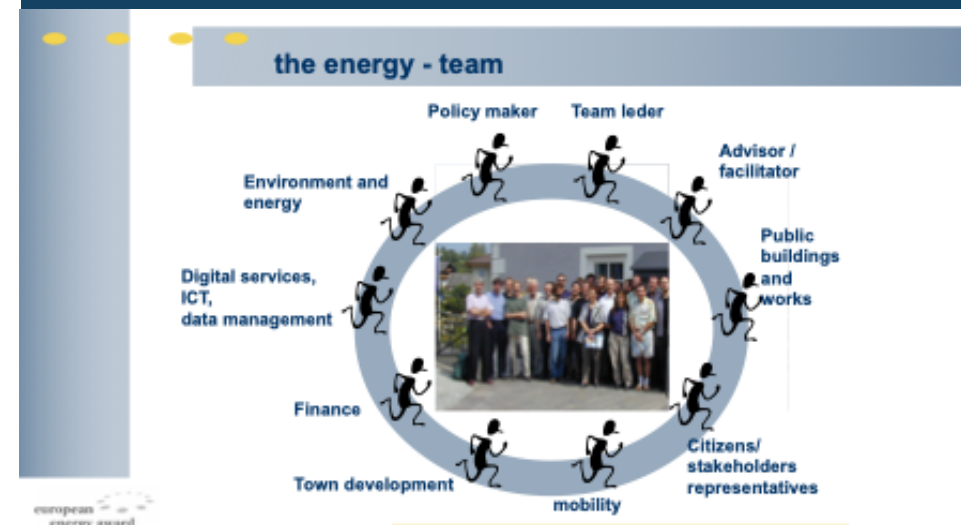 the energy - team
Policy maker
Team leder
Advisor /
facilitator
Environment and
energy
Public
buildings
and
works
Digital services,
ICT,
data management
Finance
Citizens/
stakeholders
representatives
Town development
mobility
european
energy award